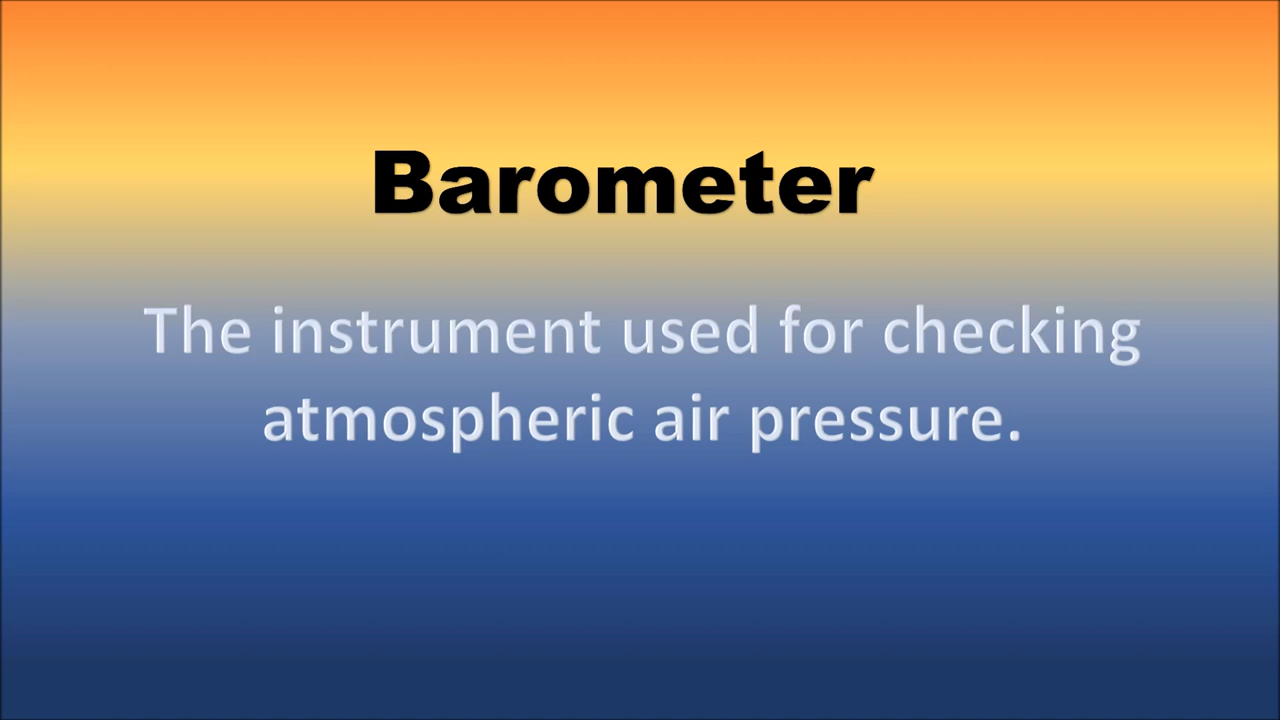 Barometer
The instrument used for checking
atmospheric air pressure.